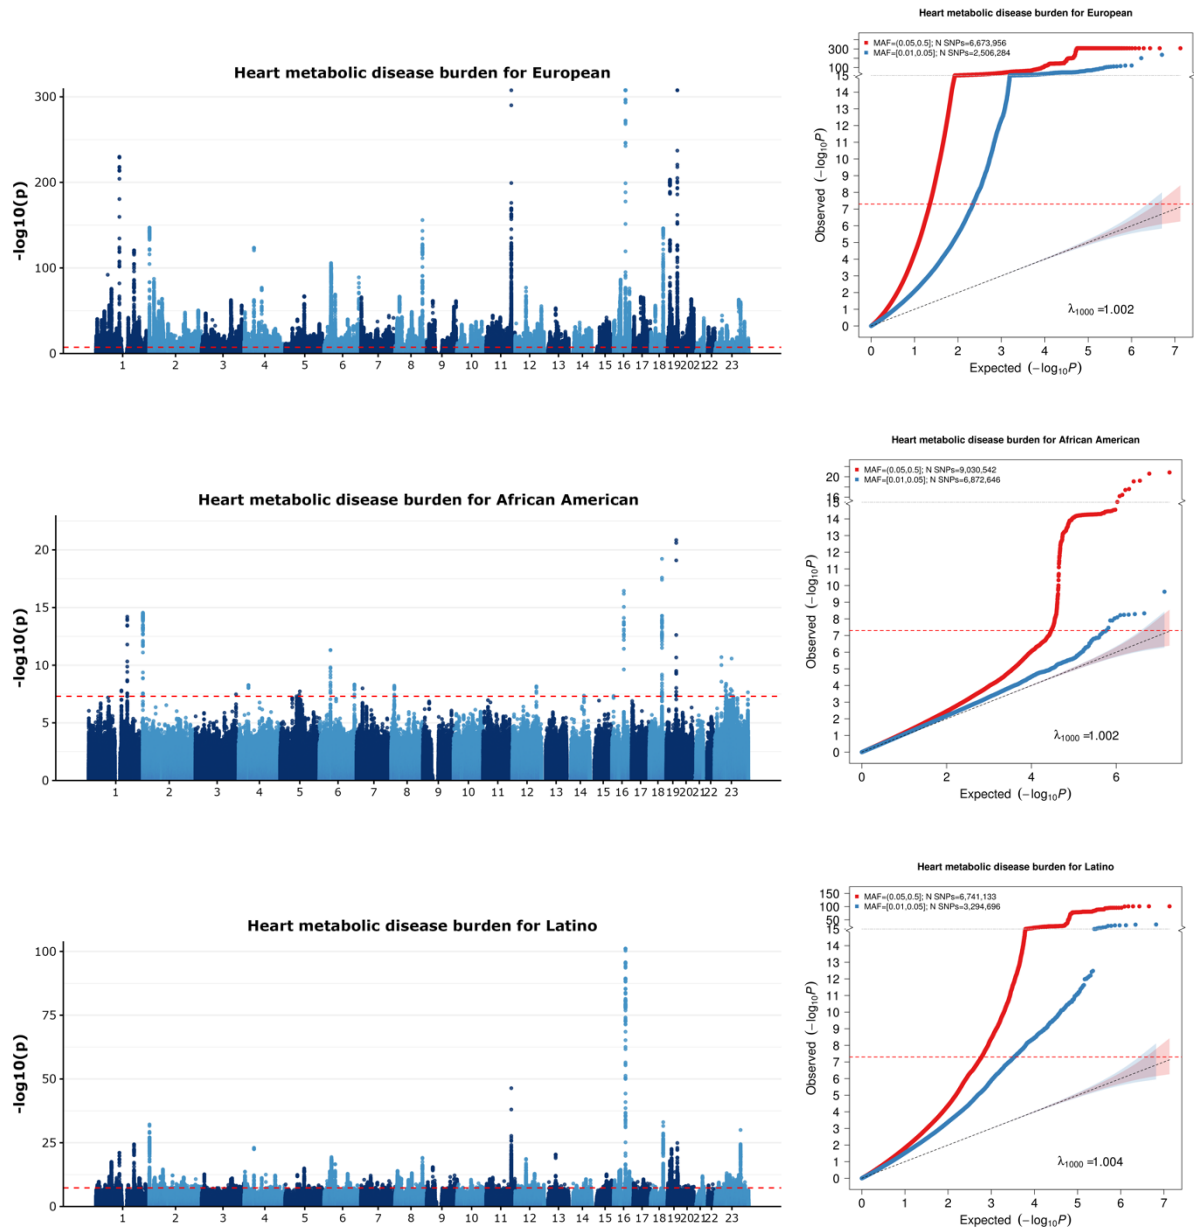 Heart metabolic disease burden for European
300
200
100
0
-log10(p)
1 2 3 4 5 6 7 8 9 10 11 12 13 14 15 16 17 18 19 20 21 22 23
Heart metabolic disease burden for European
MAF=(0.05,0.5]; N SNPs=6,673,956
MAF=[0.01,0.05]; N SNPs=2,506,284
300
100
15
14
13
12
11
10
9
8
7
6
5
4
3
2
1
0
Observed (−log10P)
λ1000 =1.002
0 1 2 3 4 5 6 7
Expected (−log10P)
Heart metabolic disease burden for African American
20
15
10
5
0
-log10(p)
1 2 3 4 5 6 7 8 9 10 11 12 13 14 15 16 17 18 19 20 21 22 23
Heart metabolic disease burden for African American
MAF=(0.05,0.5]; N SNPs=9,030,542
MAF=[0.01,0.05]; N SNPs=6,872,646
20
16
15
14
13
12
11
10
9
8
7
6
5
4
3
2
1
0
Observed (−log10P)
λ1000 =1.002
0 2 4 6
Expected (−log10P)
Heart metabolic disease burden for Latino
100
75
50
25
0
-log10(p)
1 2 3 4 5 6 7 8 9 10 11 12 13 14 15 16 17 18 19 20 21 22 23
Heart metabolic disease burden for Latino
MAF=(0.05,0.5]; N SNPs=6,741,133
MAF=[0.01,0.05]; N SNPs=3,294,696
150
100
50
15
14
13
12
11
10
9
8
7
6
5
4
3
2
1
0
Observed (−log10P)
λ1000 =1.004
0 1 2 3 4 5 6 7
Expected (−log10P)